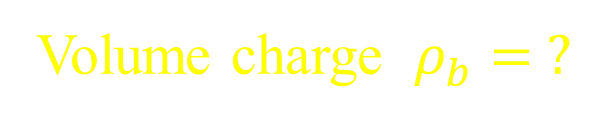 Volume charge ρ_b = ?